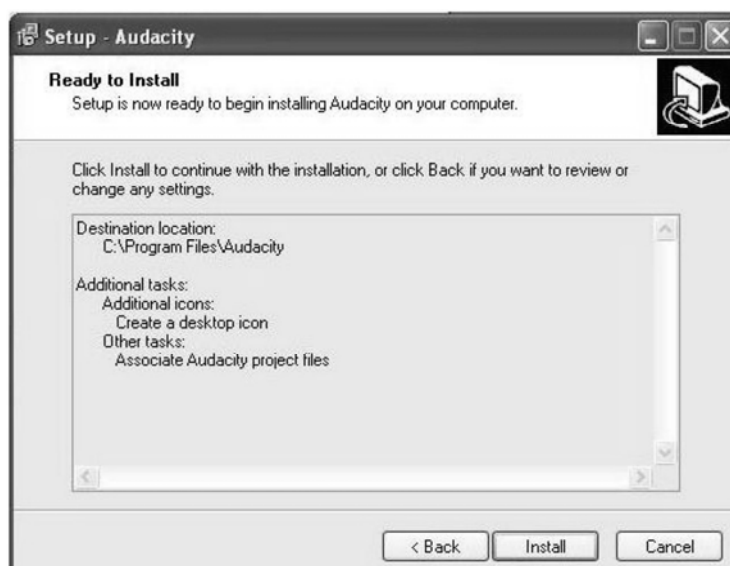 Setup - Audacity
Ready to Install
Setup is now ready to begin installing Audacity on your computer.
Click Install to continue with the installation, or click Back if you want to review or
change any settings.
Destination location:
C:\Program Files\Audacity
Additional tasks:
Additional icons:
Create a desktop icon
Other tasks:
Associate Audacity project files
< Back
Install
Cancel